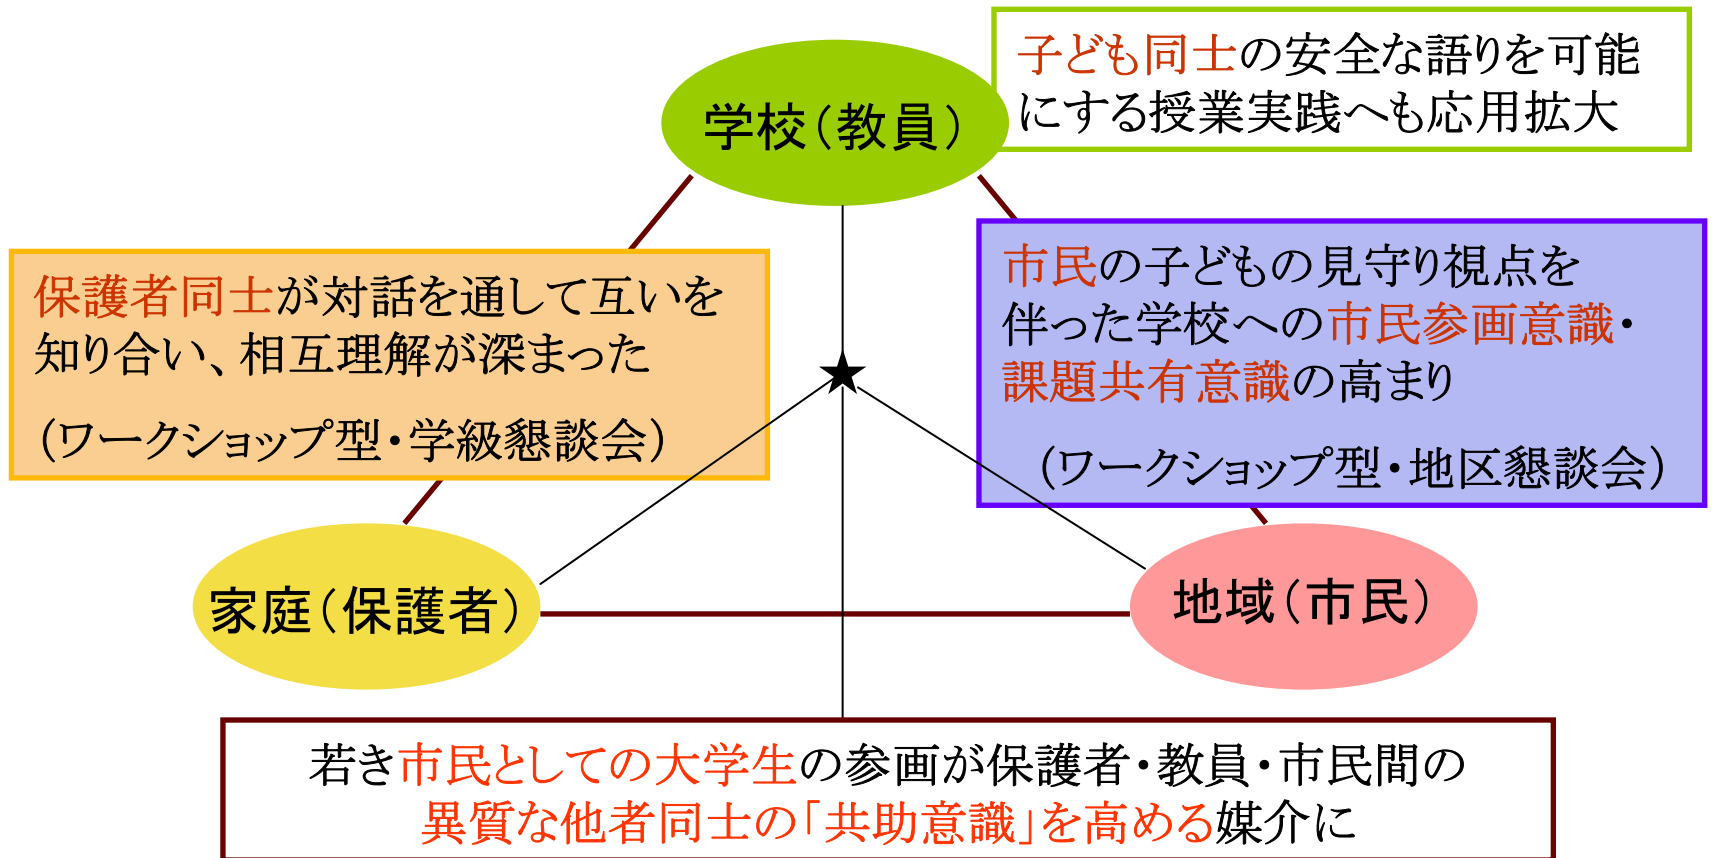 学校（教員）
子ども同士の安全な語りを可能
にする授業実践へも応用拡大
保護者同士が対話を通して互いを
知り合い、相互理解が深まった
（ワークショップ型・学級懇談会）
市民の子どもの見守り視点を
伴った学校への市民参画意識・
課題共有意識の高まり
（ワークショップ型・地区懇談会）
家庭（保護者）
地域（市民）
若き市民としての大学生の参画が保護者・教員・市民間の
異質な他者同士の「共助意識」を高める媒介に